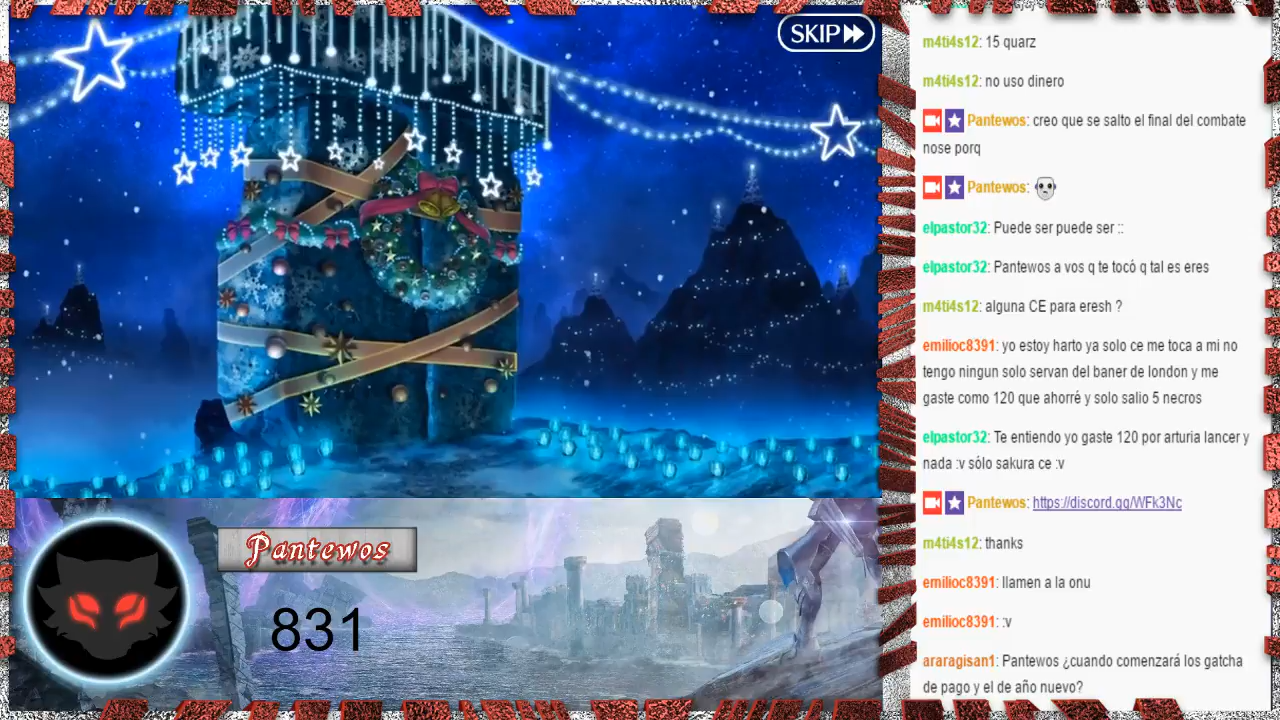 SKIP
Pantewos
831
m4ti4s12: 15 quarz
m4ti4s12: no uso dinero
Pantewos: creo que se salto el final del combate
nose porq
Pantewos:
elpastor32: Puede ser puede ser ::
elpastor32: Pantewos a vos q te tocó q tal es eres
m4ti4s12: alguna CE para eresh ?
emilioc8391: yo estoy harto ya solo ce me toca a mi no
tengo ningun solo servan del baner de london y me
gaste como 120 que ahorré y solo salio 5 necros
elpastor32: Te entiendo yo gaste 120 por arturia lancer y
nada :v sólo sakura ce :v
Pantewos: https://discord.gg/WFk3Nc
m4ti4s12: thanks
emilioc8391: llamen a la onu
emilioc8391: :v
araragisan1: Pantewos ¿cuando comenzará los gatcha
de pago y el de año nuevo?